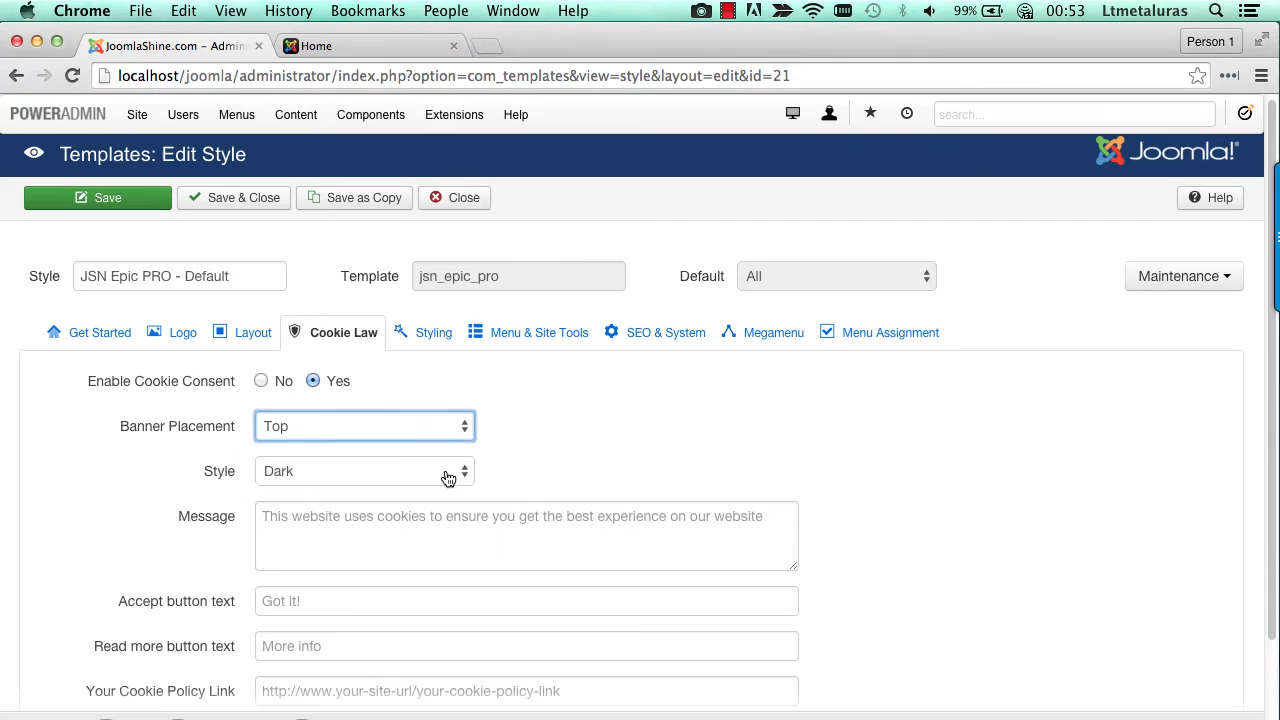 Chrome File Edit View History Bookmarks People Window Help 99% 00:53 Ltmetaluras
JoomlaShine.com – Admin Home Person 1
localhost/joomla/administrator/index.php?option=com_templates&view=style&layout=edit&id=21
POWERADMIN Site Users Menus Content Components Extensions Help search...
Templates: Edit Style Joomla!®
Save Save & Close Save as Copy Close Help
Style JSN Epic PRO - Default Template jsn_epic_pro Default All Maintenance
Get Started Logo Layout Cookie Law Styling Menu & Site Tools SEO & System Megamenu Menu Assignment
Enable Cookie Consent No Yes
Banner Placement Top
Style Dark
Message This website uses cookies to ensure you get the best experience on our website
Accept button text Got it!
Read more button text More info
Your Cookie Policy Link http://www.your-site-url/your-cookie-policy-link